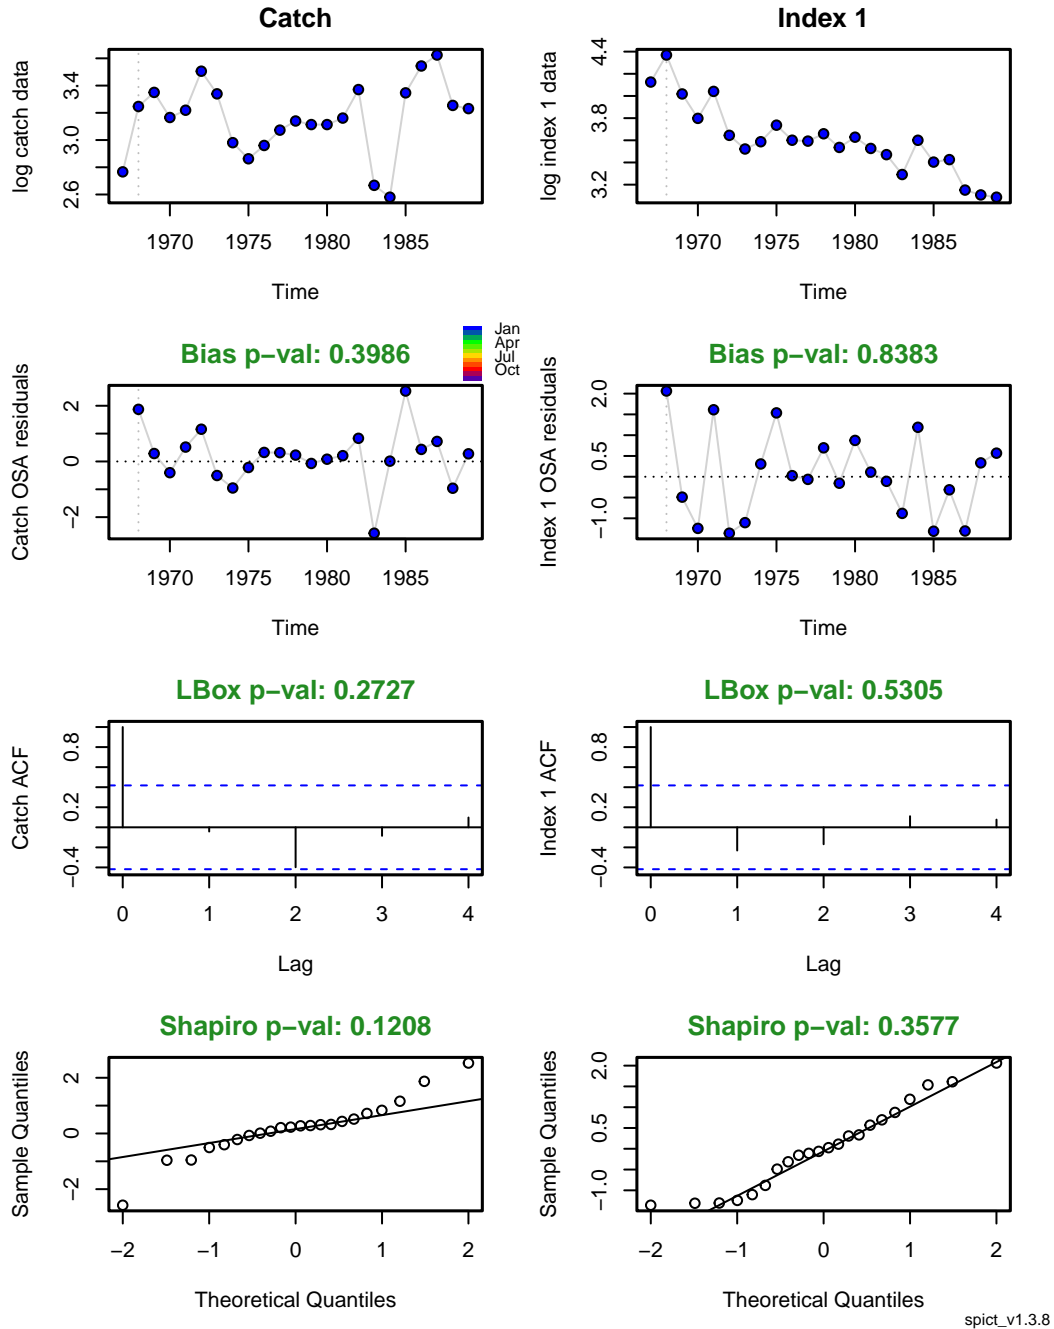 Catch
Index 1
log catch data
2.6 3.0 3.4
1970 1975 1980 1985
Time
log index 1 data
3.2 3.8 4.4
1970 1975 1980 1985
Time
Jan
Apr
Jul
Oct
Bias p−val: 0.3986
Catch OSA residuals
−2 0 2
1970 1975 1980 1985
Time
Bias p−val: 0.8383
Index 1 OSA residuals
−1.0 0.5 2.0
1970 1975 1980 1985
Time
LBox p−val: 0.2727
Catch ACF
−0.4 0.2 0.8
0 1 2 3 4
Lag
LBox p−val: 0.5305
Index 1 ACF
−0.4 0.2 0.8
0 1 2 3 4
Lag
Shapiro p−val: 0.1208
Sample Quantiles
−2 0 2
−2 −1 0 1 2
Theoretical Quantiles
Shapiro p−val: 0.3577
Sample Quantiles
−1.0 0.5 2.0
−2 −1 0 1 2
Theoretical Quantiles
spict_v1.3.8